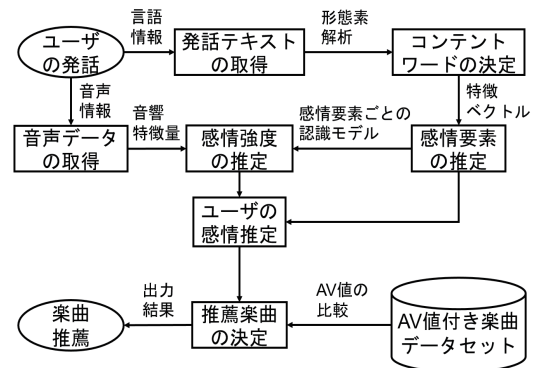 ユーザ
の発話
言語
情報
発話テキスト
の取得
形態素
解析
コンテント
ワードの決定
音声
情報
特徴
ベクトル
音声データ
の取得
音響
特徴量
感情強度
の推定
感情要素ごとの
認識モデル
感情要素
の推定
ユーザの
感情推定
楽曲
推薦
出力
結果
推薦楽曲
の決定
AV値の
比較
AV値付き楽曲
データセット